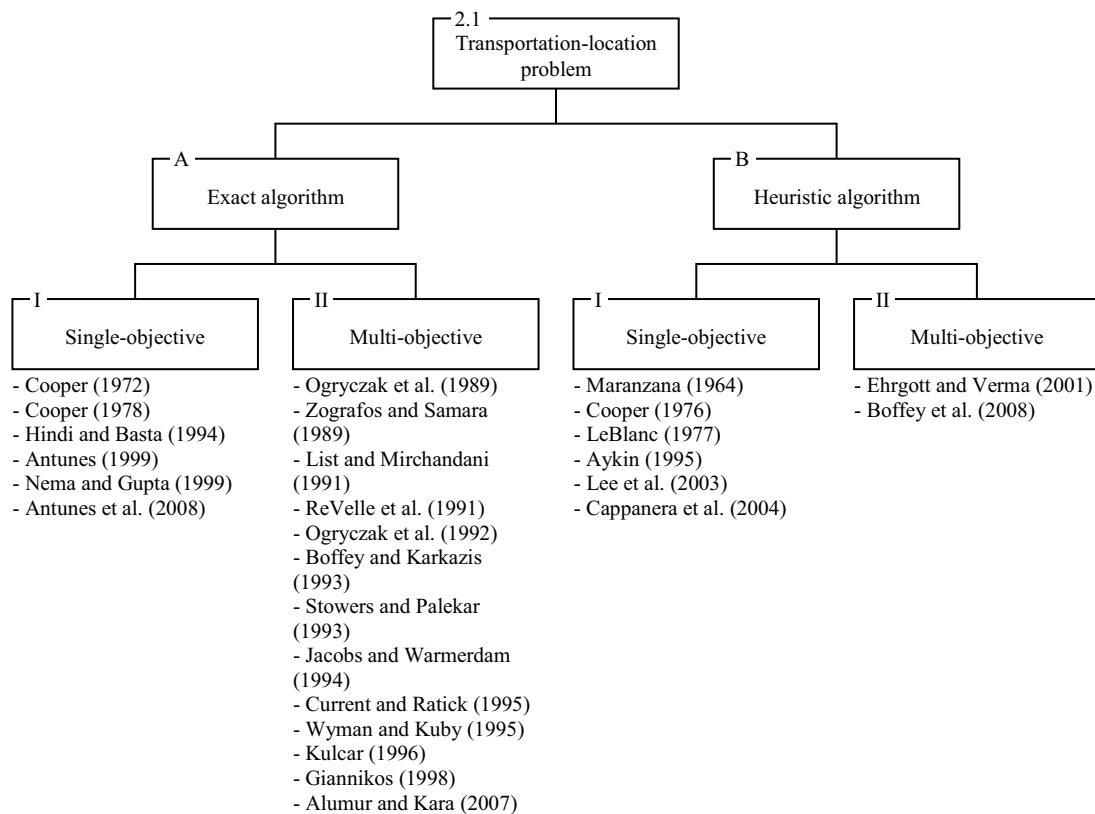 2.1
Transportation-location
problem
A
Exact algorithm
B
Heuristic algorithm
I
Single-objective
II
Multi-objective
I
Single-objective
II
Multi-objective
- Cooper (1972)
- Cooper (1978)
- Hindi and Basta (1994)
- Antunes (1999)
- Nema and Gupta (1999)
- Antunes et al. (2008)
- Ogryczak et al. (1989)
- Zografos and Samara
(1989)
- List and Mirchandani
(1991)
- ReVelle et al. (1991)
- Ogryczak et al. (1992)
- Boffey and Karkazis
(1993)
- Stowers and Palekar
(1993)
- Jacobs and Warmerdam
(1994)
- Current and Ratick (1995)
- Wyman and Kuby (1995)
- Kulcar (1996)
- Giannikos (1998)
- Alumur and Kara (2007)
- Maranzana (1964)
- Cooper (1976)
- LeBlanc (1977)
- Aykin (1995)
- Lee et al. (2003)
- Cappanera et al. (2004)
- Ehrgott and Verma (2001)
- Boffey et al. (2008)